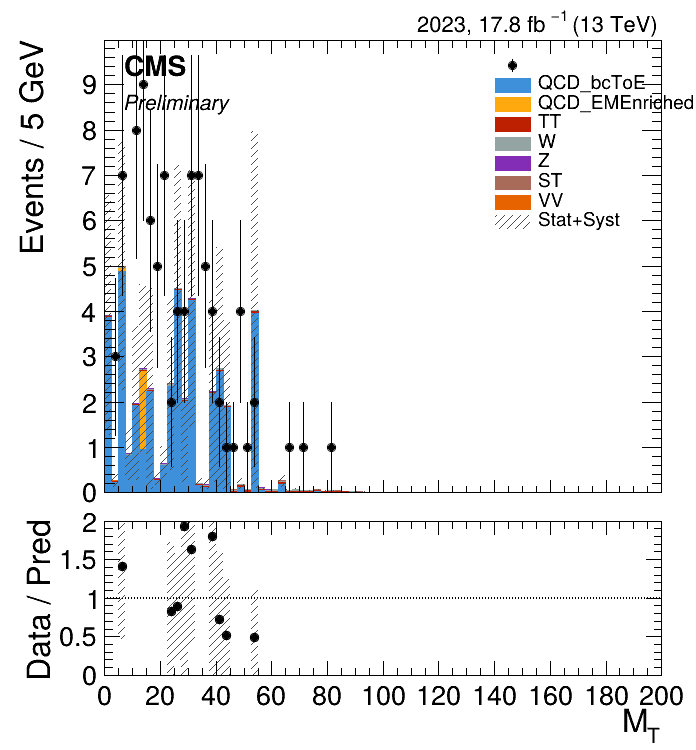 2023, 17.8 fb⁻¹ (13 TeV)
CMS
Preliminary
QCD_bcToE
QCD_EMEnriched
TT
W
Z
ST
VV
Stat+Syst
Events / 5 GeV
9
8
7
6
5
4
3
2
1
0
Data / Pred
2
1.5
1
0.5
0
0 20 40 60 80 100 120 140 160 180 200
M_T